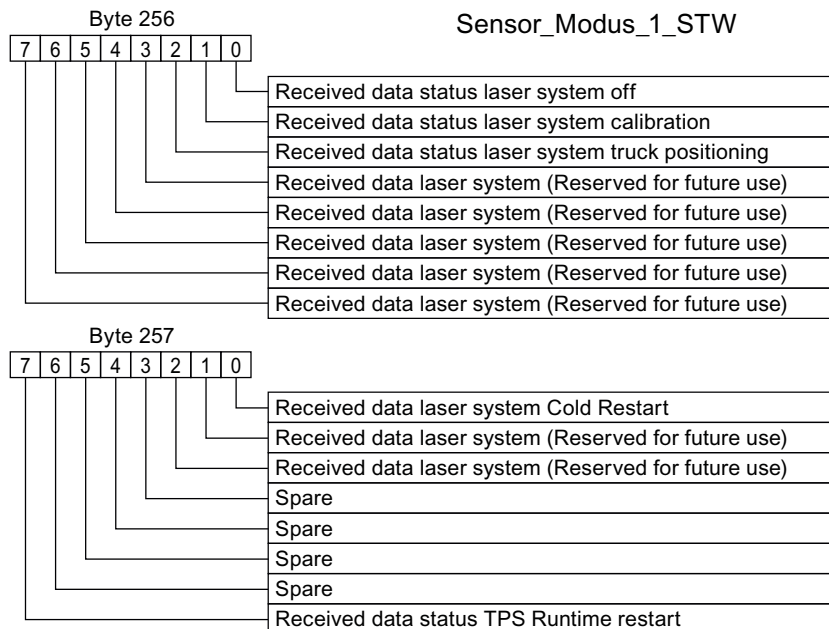 Byte 256
Sensor_Modus_1_STW
7 6 5 4 3 2 1 0
Received data status laser system off
Received data status laser system calibration
Received data status laser system truck positioning
Received data laser system (Reserved for future use)
Received data laser system (Reserved for future use)
Received data laser system (Reserved for future use)
Received data laser system (Reserved for future use)
Received data laser system (Reserved for future use)
Byte 257
7 6 5 4 3 2 1 0
Received data laser system Cold Restart
Received data laser system (Reserved for future use)
Received data laser system (Reserved for future use)
Spare
Spare
Spare
Spare
Received data status TPS Runtime restart